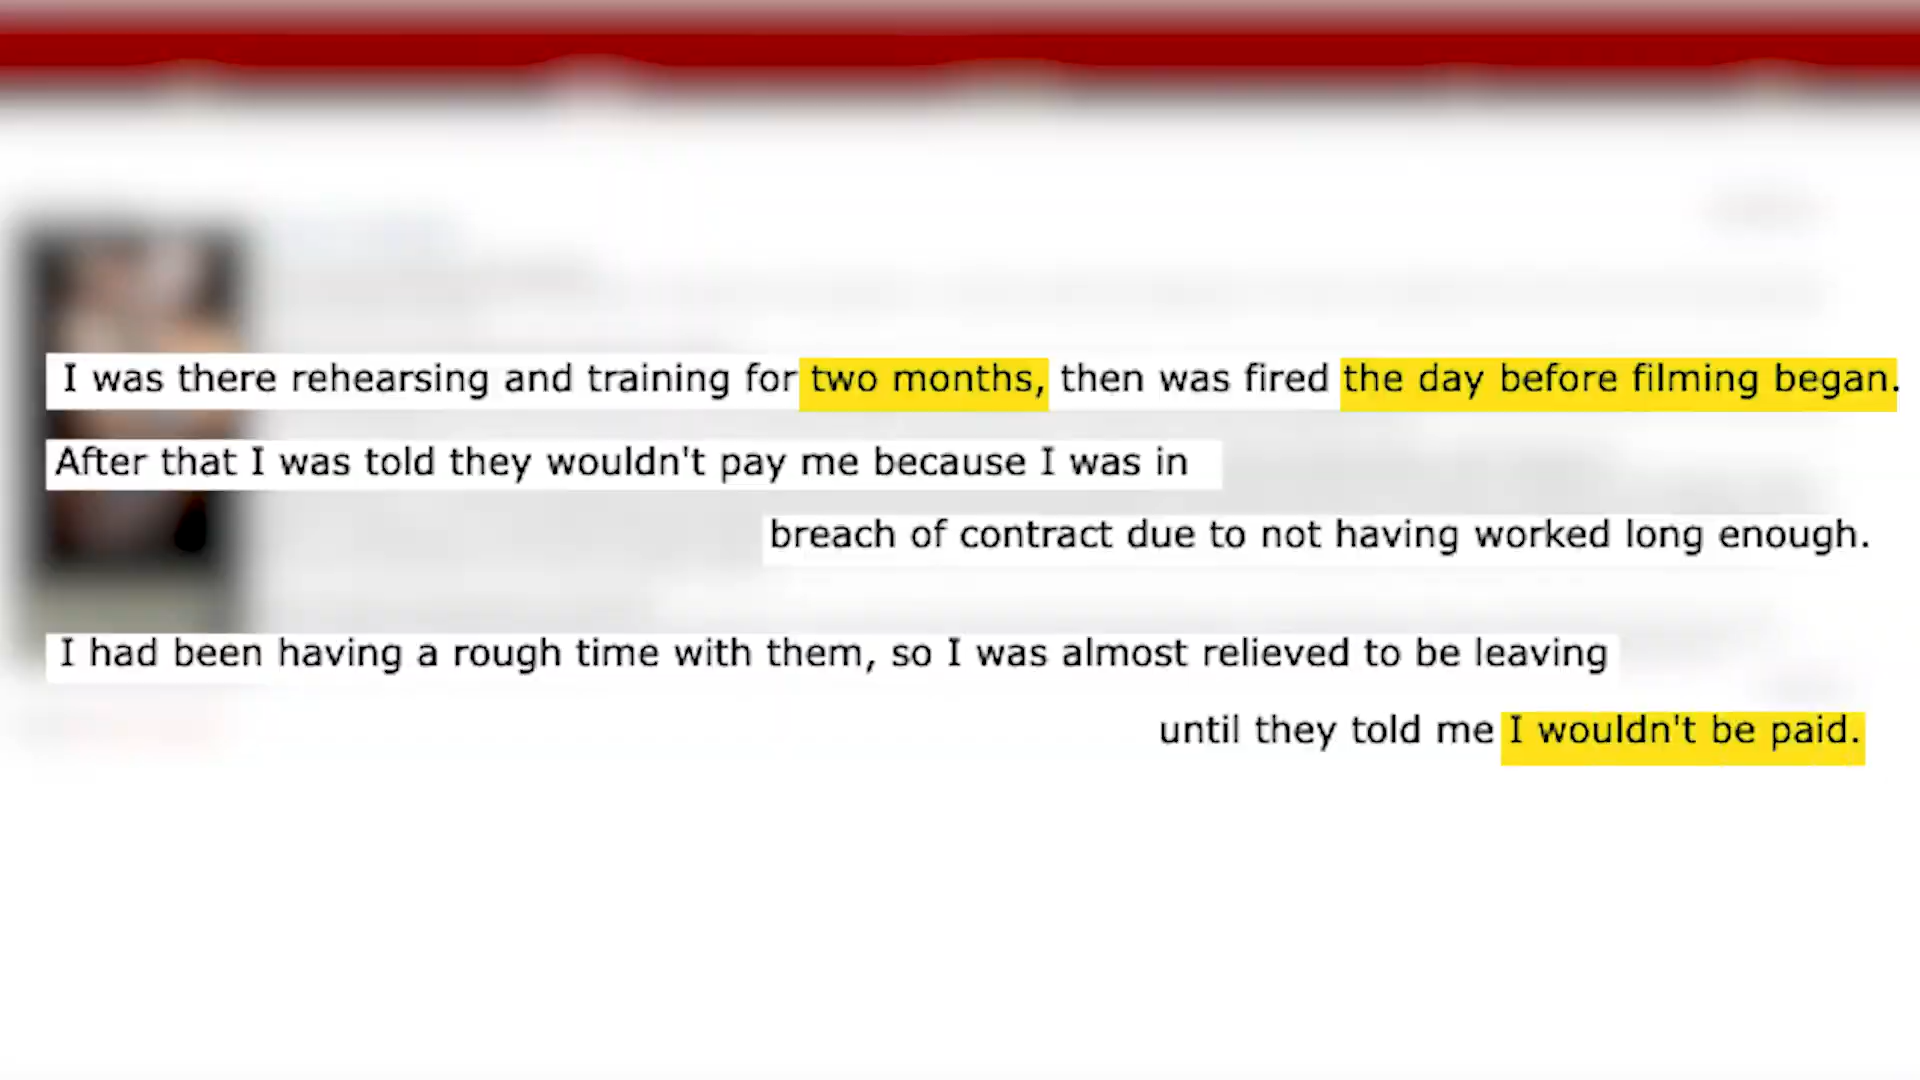 I was there rehearsing and training for two months, then was fired the day before filming began.
After that I was told they wouldn't pay me because I was in
breach of contract due to not having worked long enough.
I had been having a rough time with them, so I was almost relieved to be leaving
until they told me I wouldn't be paid.